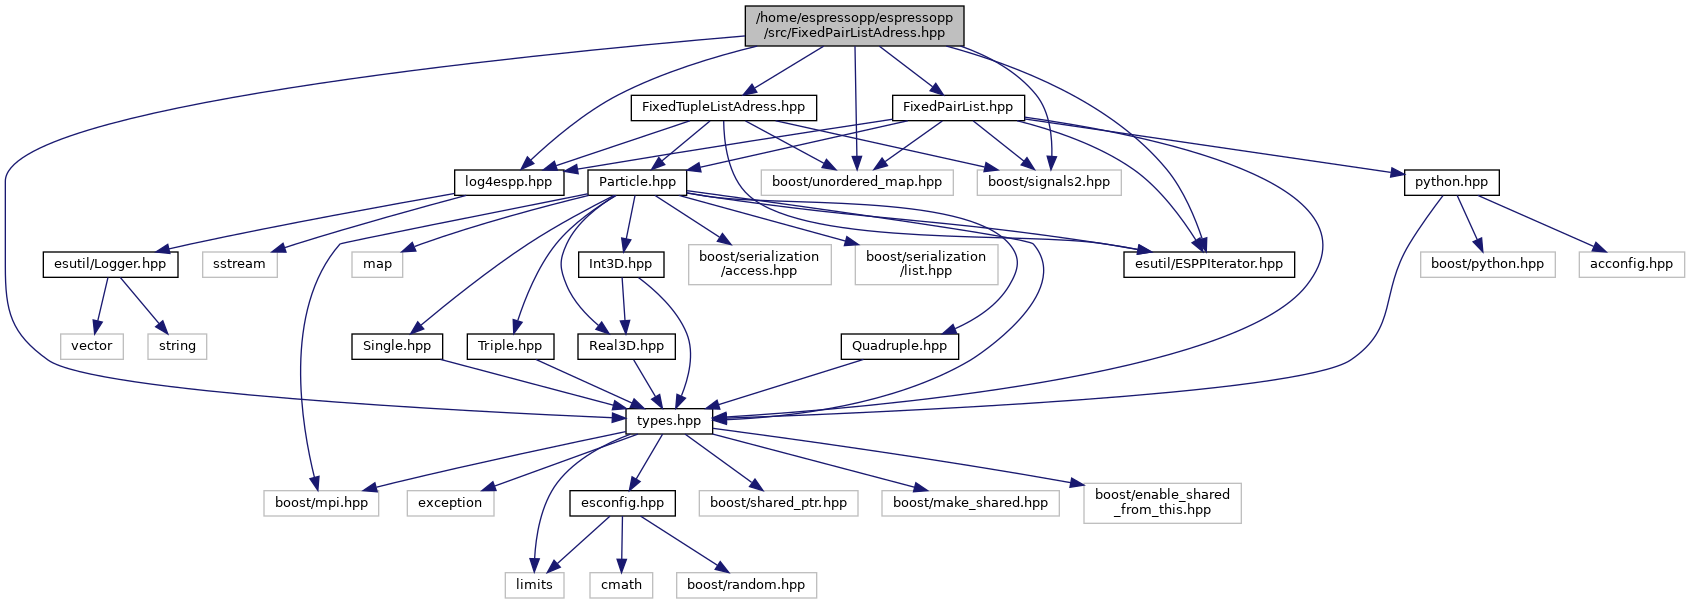 /home/espressopp/espressopp
/src/FixedPairListAdress.hpp
FixedTupleListAdress.hpp
FixedPairList.hpp
log4espp.hpp
Particle.hpp
boost/unordered_map.hpp
boost/signals2.hpp
python.hpp
esutil/Logger.hpp
sstream
map
Int3D.hpp
boost/serialization
/access.hpp
boost/serialization
/list.hpp
esutil/ESPPIterator.hpp
boost/python.hpp
acconfig.hpp
vector
string
Single.hpp
Triple.hpp
Real3D.hpp
Quadruple.hpp
types.hpp
boost/mpi.hpp
exception
esconfig.hpp
boost/shared_ptr.hpp
boost/make_shared.hpp
boost/enable_shared
_from_this.hpp
limits
cmath
boost/random.hpp